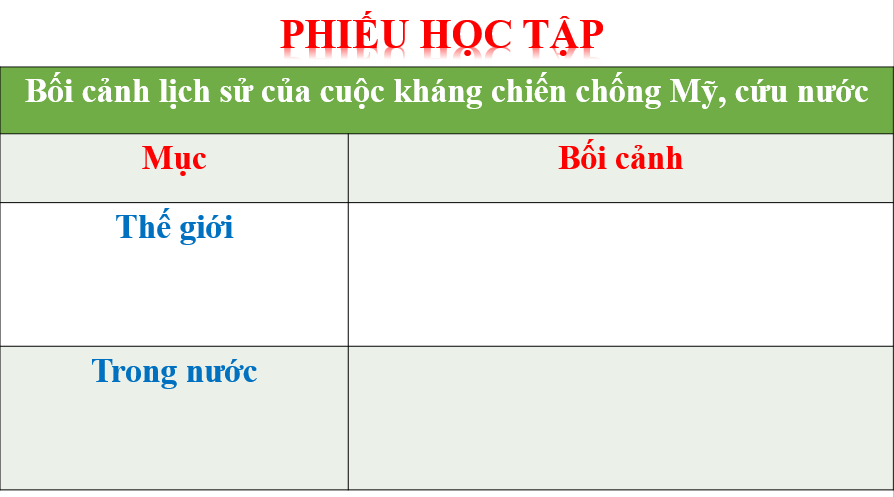 PHIẾU HỌC TẬP
Bối cảnh lịch sử của cuộc kháng chiến chống Mỹ, cứu nước
Mục
Bối cảnh
Thế giới
Trong nước